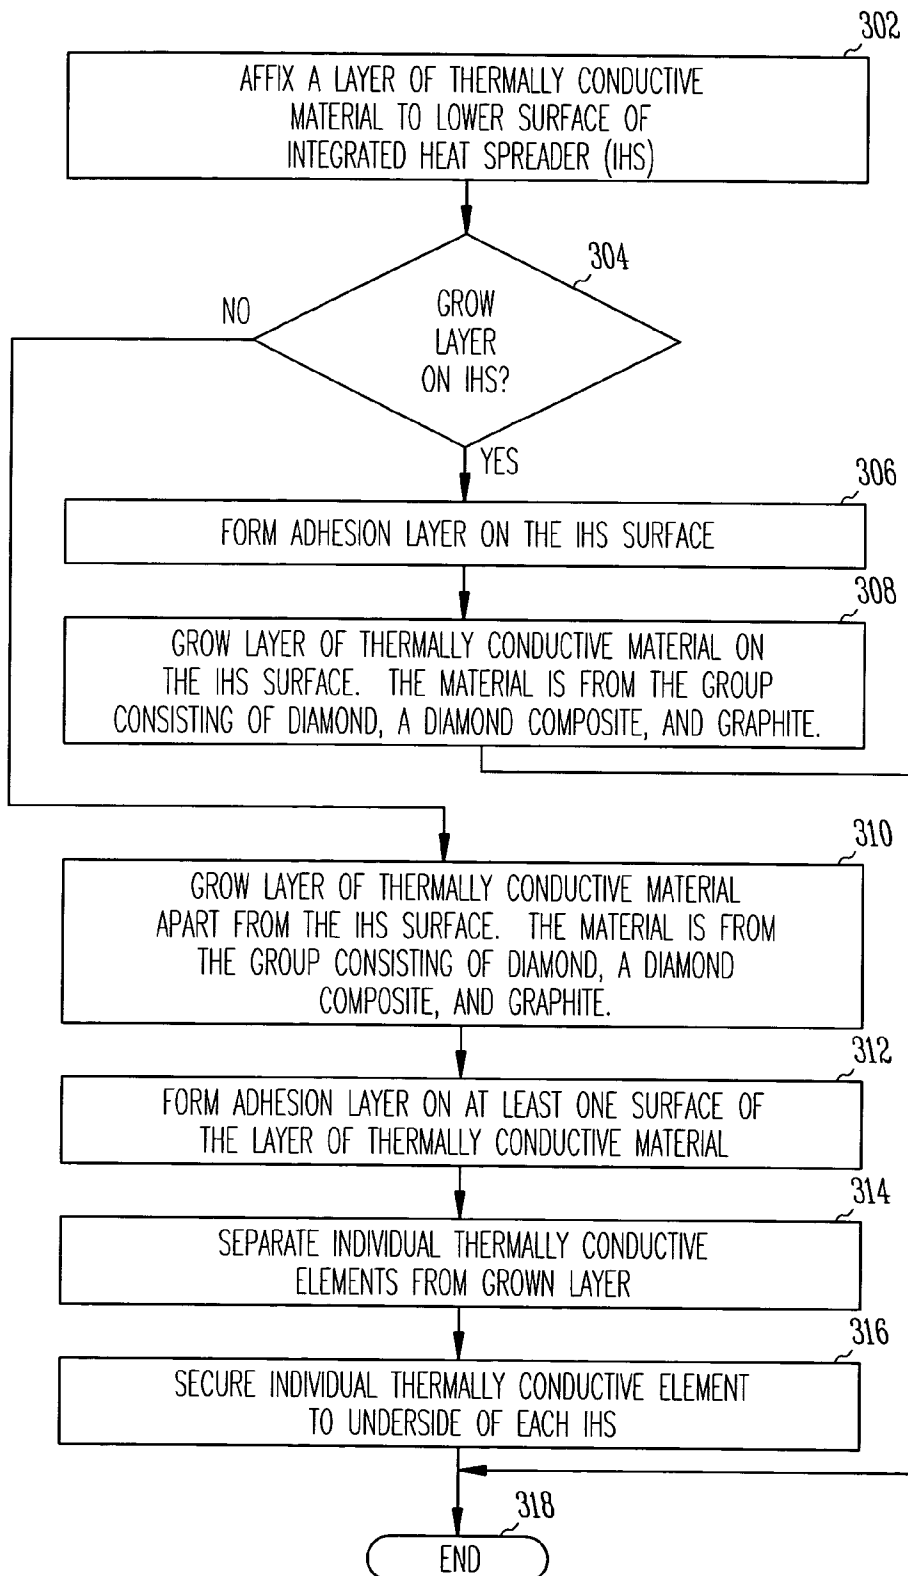 302
AFFIX A LAYER OF THERMALLY CONDUCTIVE
MATERIAL TO LOWER SURFACE OF
INTEGRATED HEAT SPREADER (IHS)
304
NO
GROW
LAYER
ON IHS?
YES
306
FORM ADHESION LAYER ON THE IHS SURFACE
308
GROW LAYER OF THERMALLY CONDUCTIVE MATERIAL ON
THE IHS SURFACE. THE MATERIAL IS FROM THE GROUP
CONSISTING OF DIAMOND, A DIAMOND COMPOSITE, AND GRAPHITE.
310
GROW LAYER OF THERMALLY CONDUCTIVE MATERIAL
APART FROM THE IHS SURFACE. THE MATERIAL IS FROM
THE GROUP CONSISTING OF DIAMOND, A DIAMOND
COMPOSITE, AND GRAPHITE.
312
FORM ADHESION LAYER ON AT LEAST ONE SURFACE OF
THE LAYER OF THERMALLY CONDUCTIVE MATERIAL
314
SEPARATE INDIVIDUAL THERMALLY CONDUCTIVE
ELEMENTS FROM GROWN LAYER
316
SECURE INDIVIDUAL THERMALLY CONDUCTIVE ELEMENT
TO UNDERSIDE OF EACH IHS
318
END